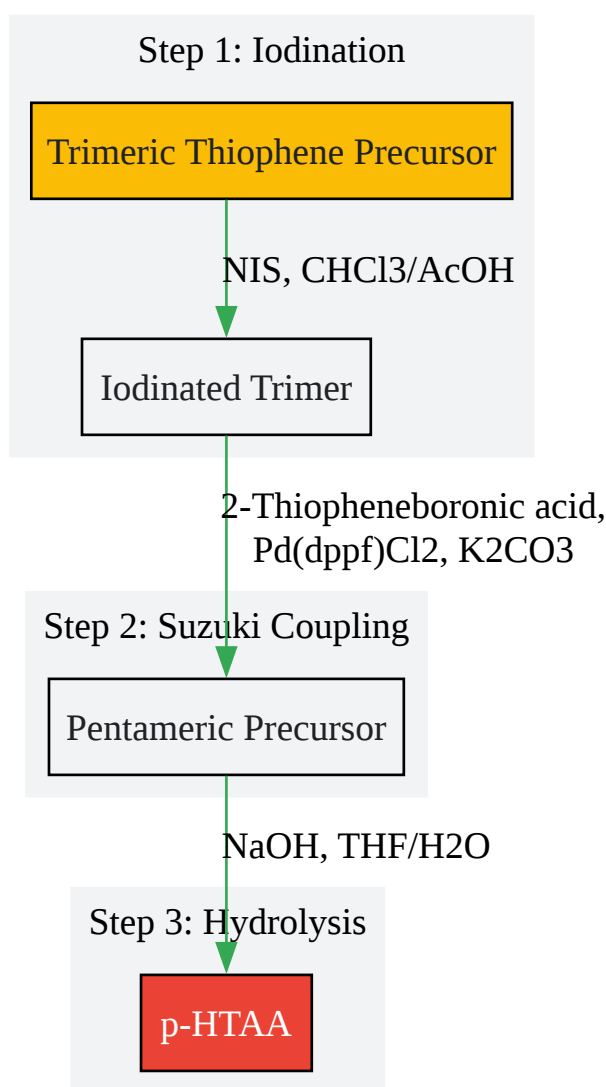 Step 1: Iodination
Trimeric Thiophene Precursor
NIS, CHCl3/AcOH
Iodinated Trimer
2-Thiopheneboronic acid,
Pd(dppf)Cl2, K2CO3
Step 2: Suzuki Coupling
Pentameric Precursor
NaOH, THF/H2O
Step 3: Hydrolysis
p-HTAA